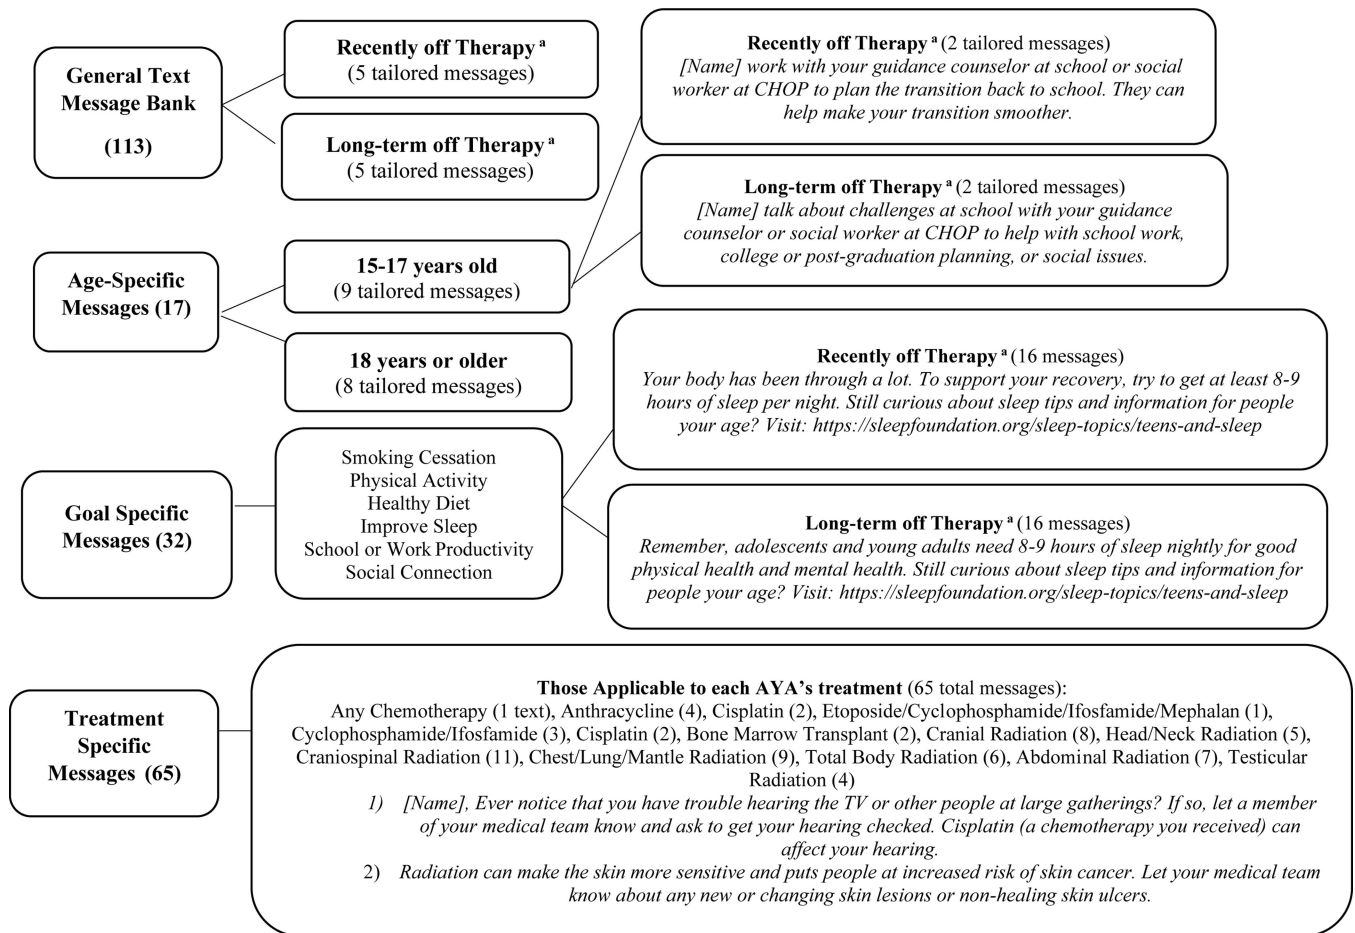 General Text
Message Bank
(113)
Recently off Therapy a
(5 tailored messages)
Long-term off Therapy a
(5 tailored messages)
Recently off Therapy a (2 tailored messages)
[Name] work with your guidance counselor at school or social
worker at CHOP to plan the transition back to school. They can
help make your transition smoother.
Long-term off Therapy a (2 tailored messages)
[Name] talk about challenges at school with your guidance
counselor or social worker at CHOP to help with school work,
college or post-graduation planning, or social issues.
Age-Specific
Messages (17)
15-17 years old
(9 tailored messages)
18 years or older
(8 tailored messages)
Goal Specific
Messages (32)
Smoking Cessation
Physical Activity
Healthy Diet
Improve Sleep
School or Work Productivity
Social Connection
Recently off Therapy a (16 messages)
Your body has been through a lot. To support your recovery, try to get at least 8-9
hours of sleep per night. Still curious about sleep tips and information for people
your age? Visit: https://sleepfoundation.org/sleep-topics/teens-and-sleep
Long-term off Therapy a (16 messages)
Remember, adolescents and young adults need 8-9 hours of sleep nightly for good
physical health and mental health. Still curious about sleep tips and information for
people your age? Visit: https://sleepfoundation.org/sleep-topics/teens-and-sleep
Treatment
Specific
Messages (65)
Those Applicable to each AYA's treatment (65 total messages):
Any Chemotherapy (1 text), Anthracycline (4), Cisplatin (2), Etoposide/Cyclophosphamide/Ifosfamide/Mephalan (1),
Cyclophosphamide/Ifosfamide (3), Cisplatin (2), Bone Marrow Transplant (2), Cranial Radiation (8), Head/Neck Radiation (5),
Craniospinal Radiation (11), Chest/Lung/Mantle Radiation (9), Total Body Radiation (6), Abdominal Radiation (7), Testicular
Radiation (4)
1) [Name], Ever notice that you have trouble hearing the TV or other people at large gatherings? If so, let a member
of your medical team know and ask to get your hearing checked. Cisplatin (a chemotherapy you received) can
affect your hearing.
2) Radiation can make the skin more sensitive and puts people at increased risk of skin cancer. Let your medical team
know about any new or changing skin lesions or non-healing skin ulcers.